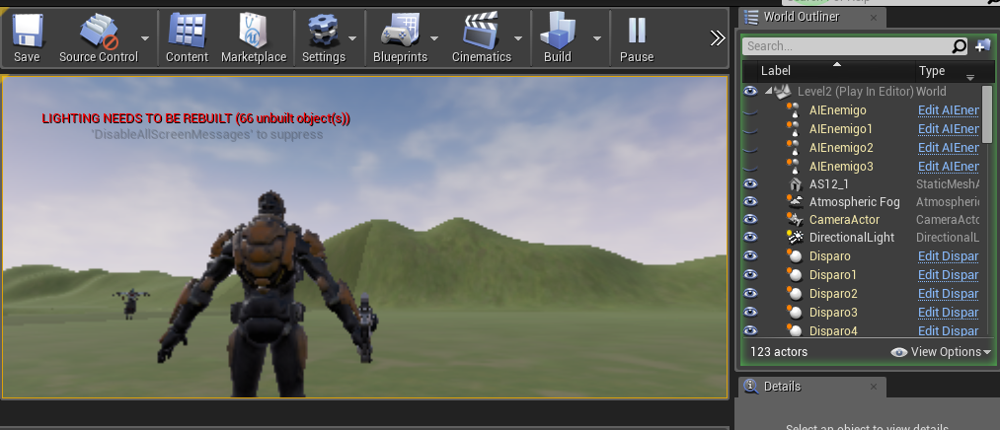 World Outliner
Save
Source Control
Content
Marketplace
Settings
Blueprints
Cinematics
Build
Pause
Search...
Label
Type
LIGHTING NEEDS TO BE REBUILT (66 unbuilt object(s))
'DisableAllScreenMessages' to suppress
Level2 (Play In Editor) World
AIEnemigo Edit AIEner
AIEnemigo1 Edit AIEner
AIEnemigo2 Edit AIEner
AIEnemigo3 Edit AIEner
AS12_1 StaticMeshA
Atmospheric Fog Atmospheric
CameraActor CameraActo
DirectionalLight DirectionalL
Disparo Edit Dispar
Disparo1 Edit Dispar
Disparo2 Edit Dispar
Disparo3 Edit Dispar
Disparo4 Edit Dispar
123 actors
View Options
Details
Select an object to view details